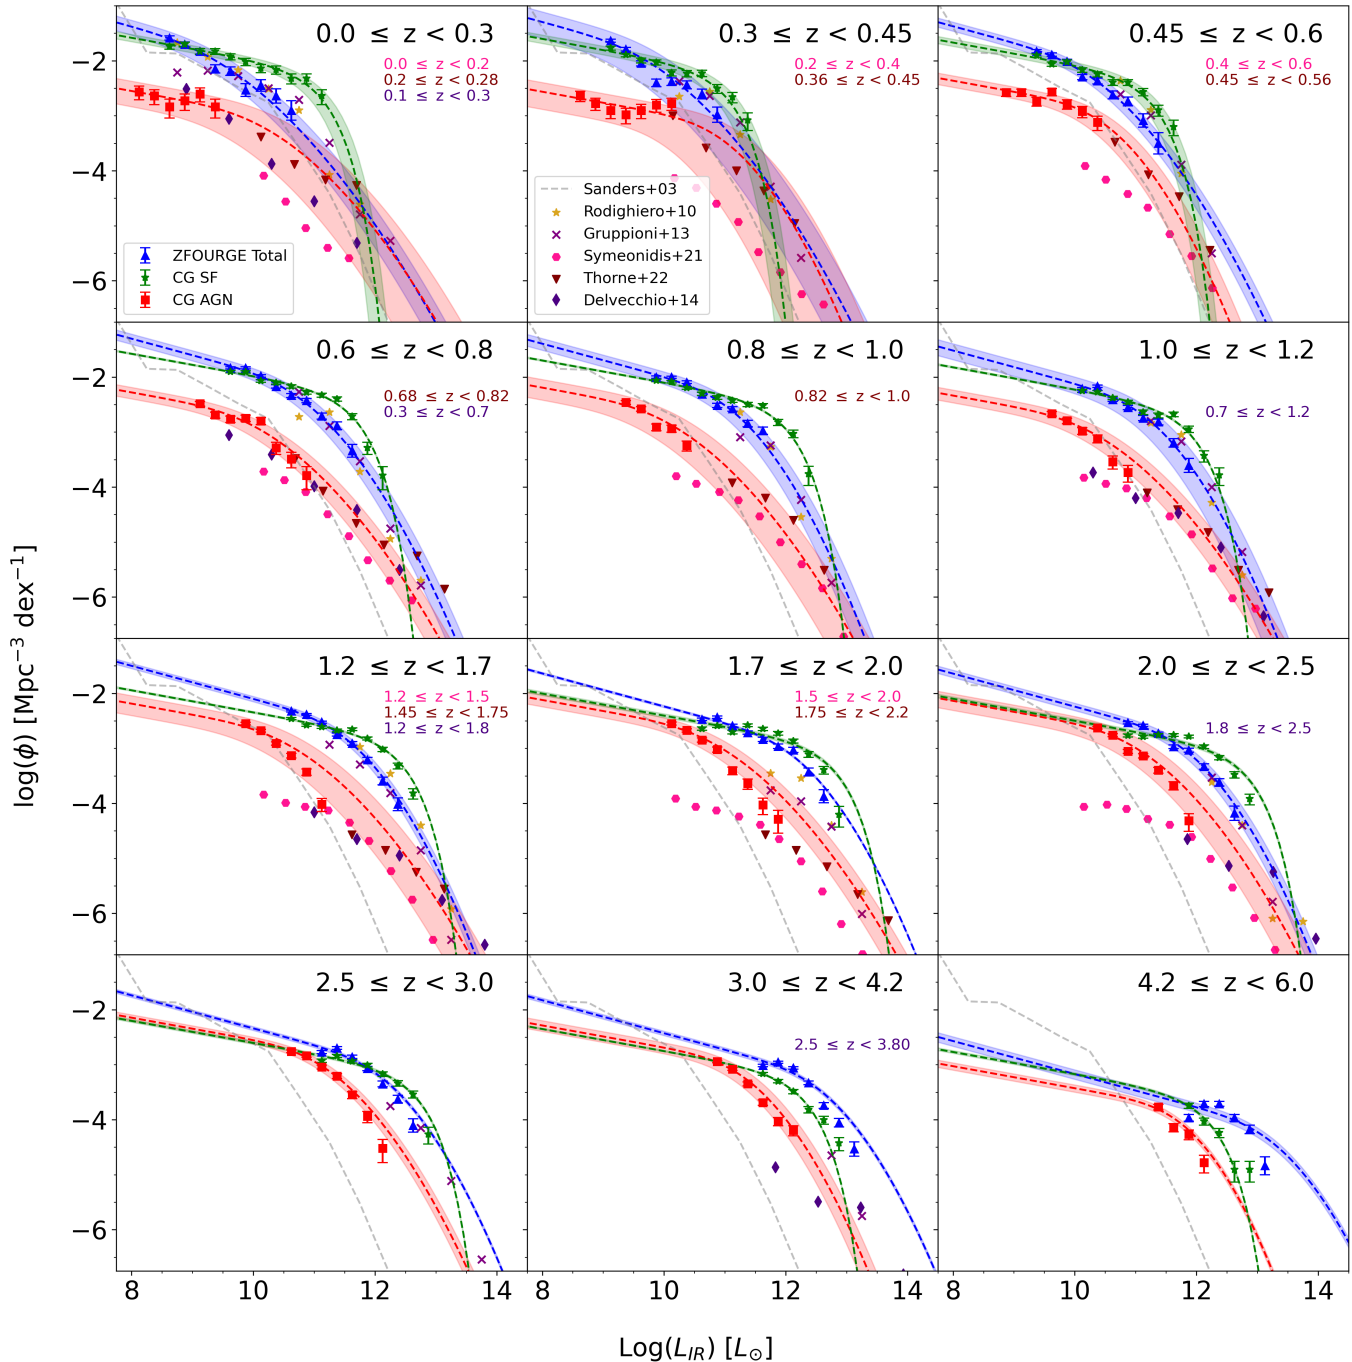 0.0 ≤ z < 0.3
0.0 ≤ z < 0.2
0.2 ≤ z < 0.28
0.1 ≤ z < 0.3
ZFOURGE Total
CG SF
CG AGN
−2
−4
−6
0.3 ≤ z < 0.45
0.2 ≤ z < 0.4
0.36 ≤ z < 0.45
Sanders+03
Rodighiero+10
Gruppioni+13
Symeonidis+21
Thorne+22
Delvecchio+14
0.45 ≤ z < 0.6
0.4 ≤ z < 0.6
0.45 ≤ z < 0.56
0.6 ≤ z < 0.8
0.68 ≤ z < 0.82
0.3 ≤ z < 0.7
−2
−4
−6
0.8 ≤ z < 1.0
0.82 ≤ z < 1.0
1.0 ≤ z < 1.2
0.7 ≤ z < 1.2
log(ϕ) [Mpc⁻³ dex⁻¹]
1.2 ≤ z < 1.7
1.2 ≤ z < 1.5
1.45 ≤ z < 1.75
1.2 ≤ z < 1.8
−2
−4
−6
1.7 ≤ z < 2.0
1.5 ≤ z < 2.0
1.75 ≤ z < 2.2
2.0 ≤ z < 2.5
1.8 ≤ z < 2.5
2.5 ≤ z < 3.0
−2
−4
−6
3.0 ≤ z < 4.2
2.5 ≤ z < 3.80
4.2 ≤ z < 6.0
8 10 12 14 8 10 12 14 8 10 12 14
Log(L_IR) [L_⊙]